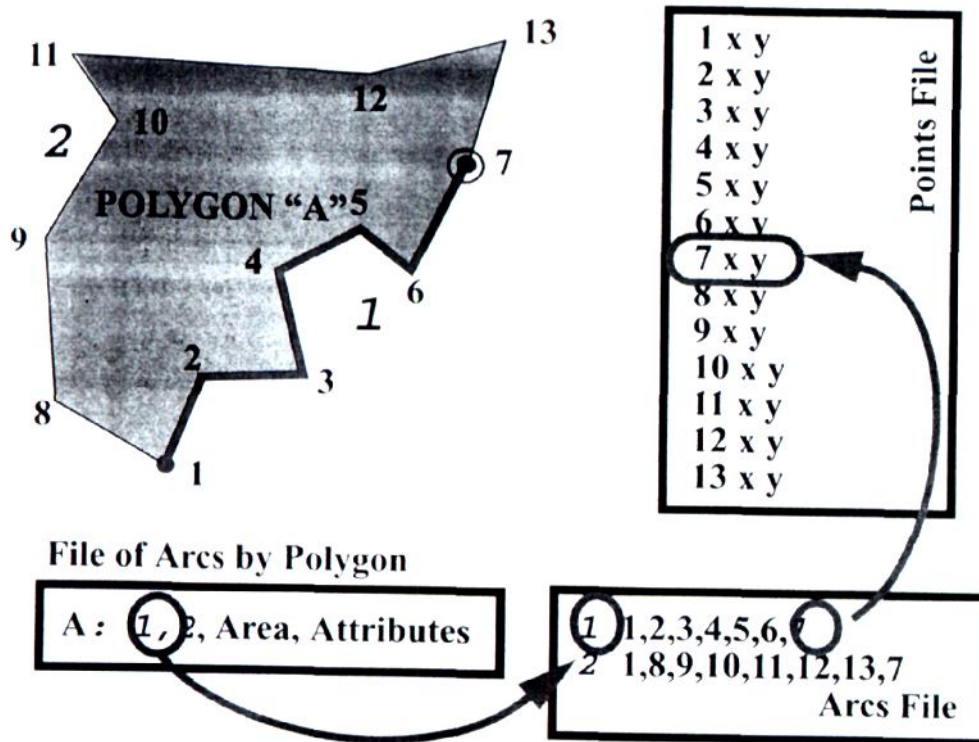 13
11
12
10
2
7
POLYGON "A"
5
9
4
6
1
2
3
8
1
1 x y
2 x y
3 x y
4 x y
5 x y
6 x y
7 x y
8 x y
9 x y
10 x y
11 x y
12 x y
13 x y
Points File
File of Arcs by Polygon
A: 1, 2, Area, Attributes
1 1,2,3,4,5,6,7
2 1,8,9,10,11,12,13,7
Arcs File